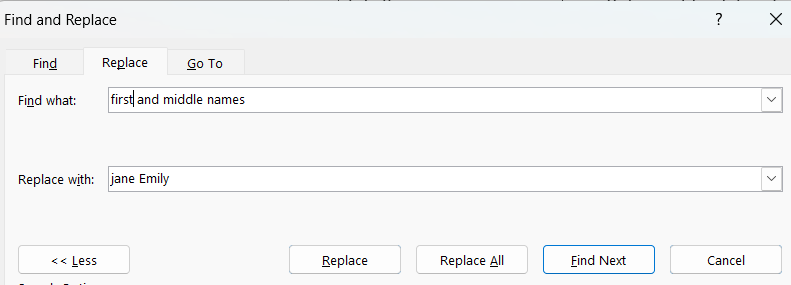 Find and Replace ?
Find Replace Go To
Find what: first and middle names
Replace with: jane Emily
<< Less Replace Replace All Find Next Cancel